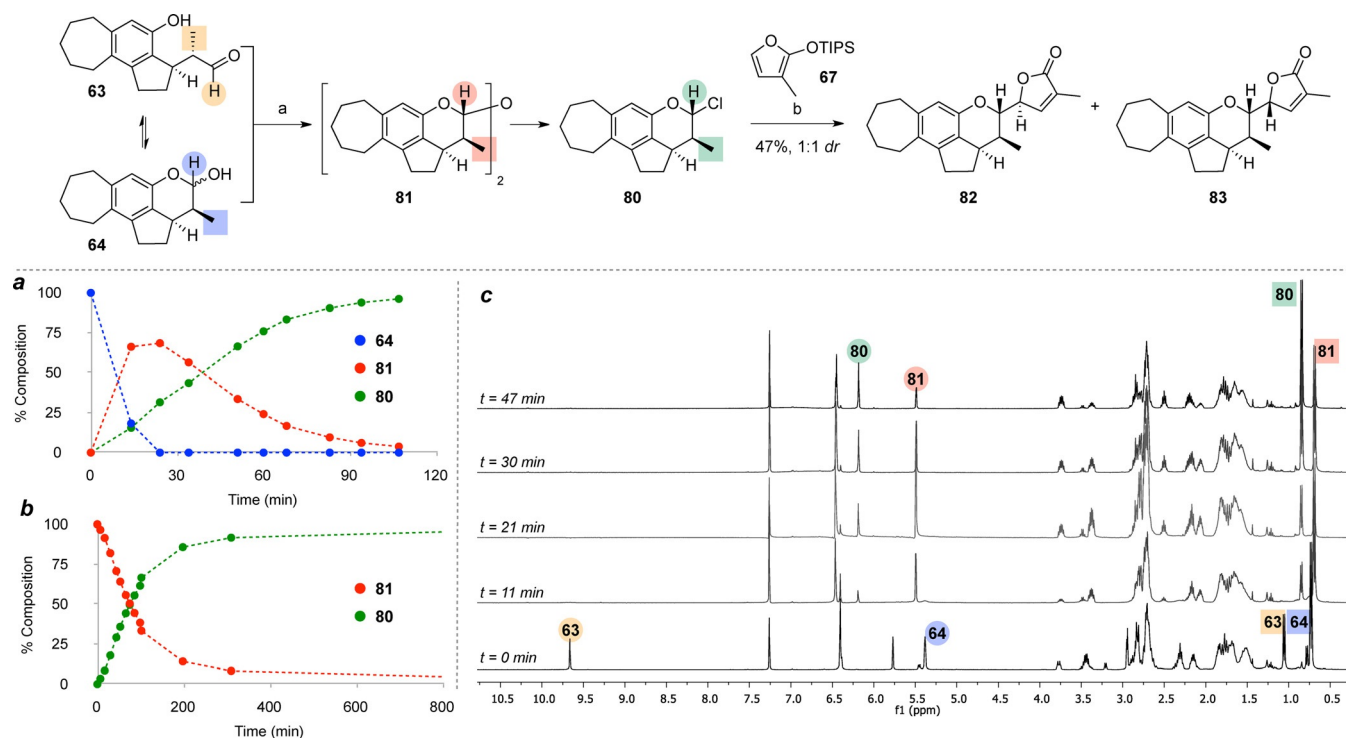 OH
O
H
H
63
H
OH
O
H
64
a
H
O
O
H
2
81
H
O
Cl
H
80
O
OTIPS
67
Me
b
47%, 1:1 dr
O
O
H
O
H
82
+
O
O
H
O
H
83
a
100
75
50
25
0
% Composition
64
81
80
0 30 60 90 120
Time (min)
b
100
75
50
25
0
% Composition
81
80
0 200 400 600 800
Time (min)
c
80
80
81
81
t = 47 min
t = 30 min
t = 21 min
t = 11 min
t = 0 min
63
64
63 64
10.5 10.0 9.5 9.0 8.5 8.0 7.5 7.0 6.5 6.0 5.5 5.0 4.5 4.0 3.5 3.0 2.5 2.0 1.5 1.0 0.5
f1 (ppm)